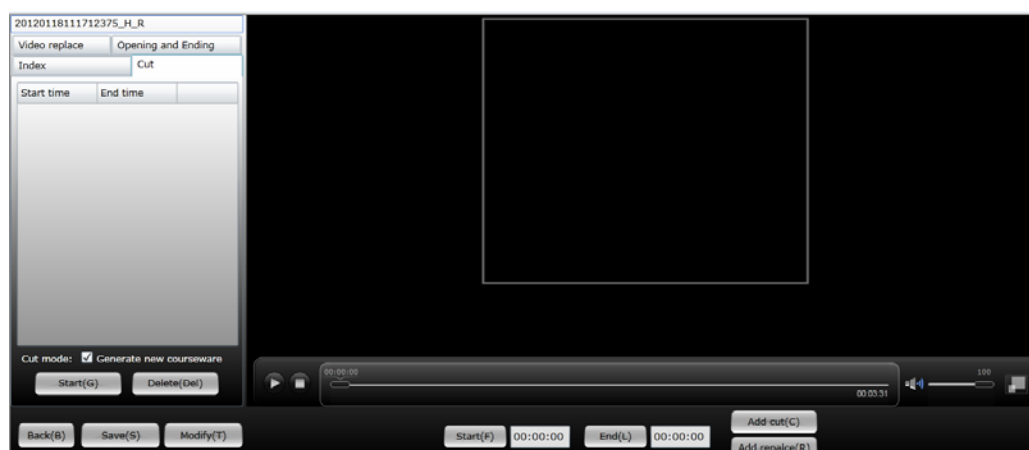 20120118111712375_H_R
Video replace Opening and Ending
Index Cut
Start time End time
Cut mode: Generate new courseware
Start(G) Delete(Del)
00:00:00
00:03:31
100
Back(B) Save(S) Modify(T)
Start(F) 00:00:00 End(L) 00:00:00
Add cut(C)
Add repalce(R)